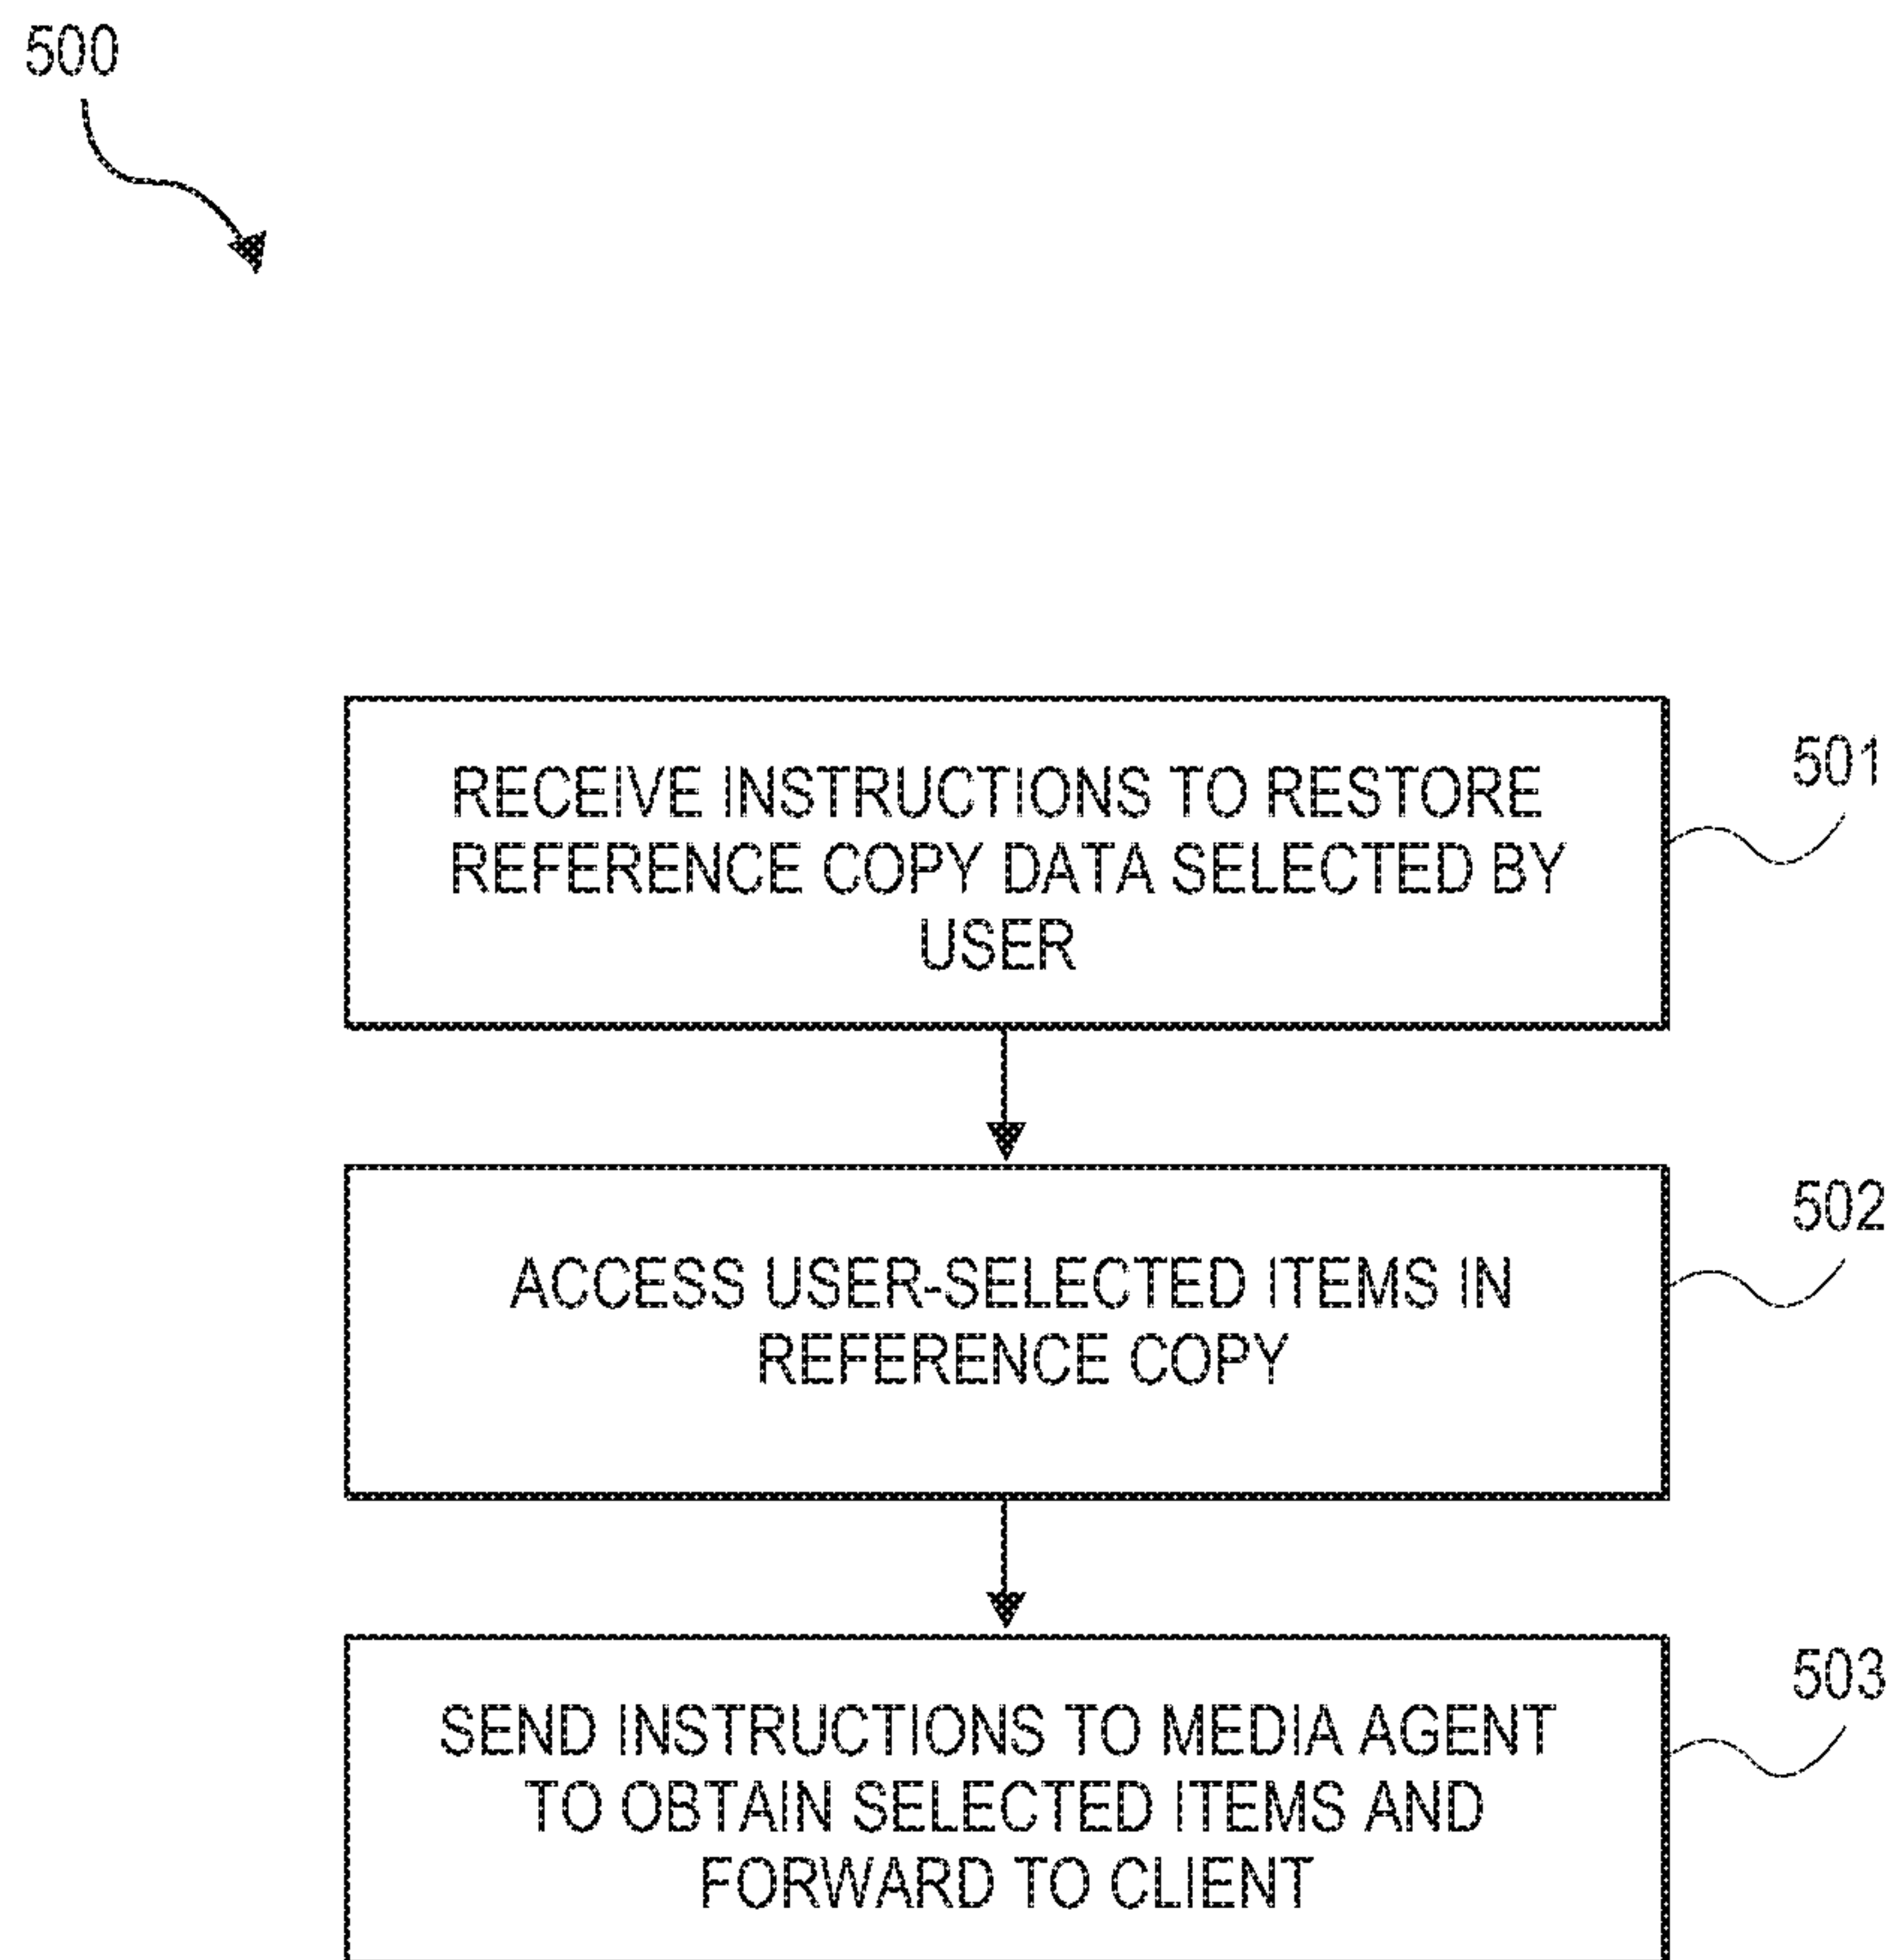 500
RECEIVE INSTRUCTIONS TO RESTORE
REFERENCE COPY DATA SELECTED BY
USER
501
ACCESS USER-SELECTED ITEMS IN
REFERENCE COPY
502
SEND INSTRUCTIONS TO MEDIA AGENT
TO OBTAIN SELECTED ITEMS AND
FORWARD TO CLIENT
503